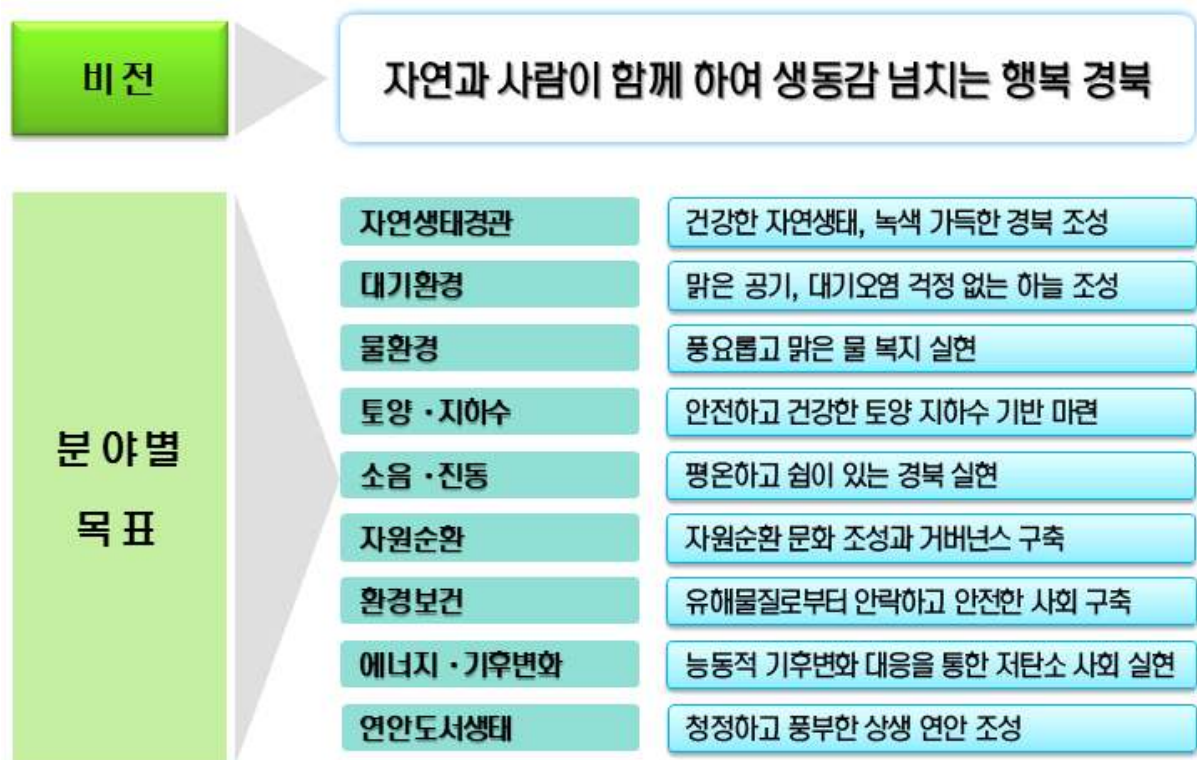 비전
자연과 사람이 함께 하여 생동감 넘치는 행복 경북
분야별
목표
자연생태경관
건강한 자연생태, 녹색 가득한 경북 조성
대기환경
맑은 공기, 대기오염 걱정 없는 하늘 조성
물환경
풍요롭고 맑은 물 복지 실현
토양 ·지하수
안전하고 건강한 토양 지하수 기반 마련
소음 ·진동
평온하고 쉼이 있는 경북 실현
자원순환
자원순환 문화 조성과 거버넌스 구축
환경보건
유해물질로부터 안락하고 안전한 사회 구축
에너지 ·기후변화
능동적 기후변화 대응을 통한 저탄소 사회 실현
연안도서생태
청정하고 풍부한 상생 연안 조성